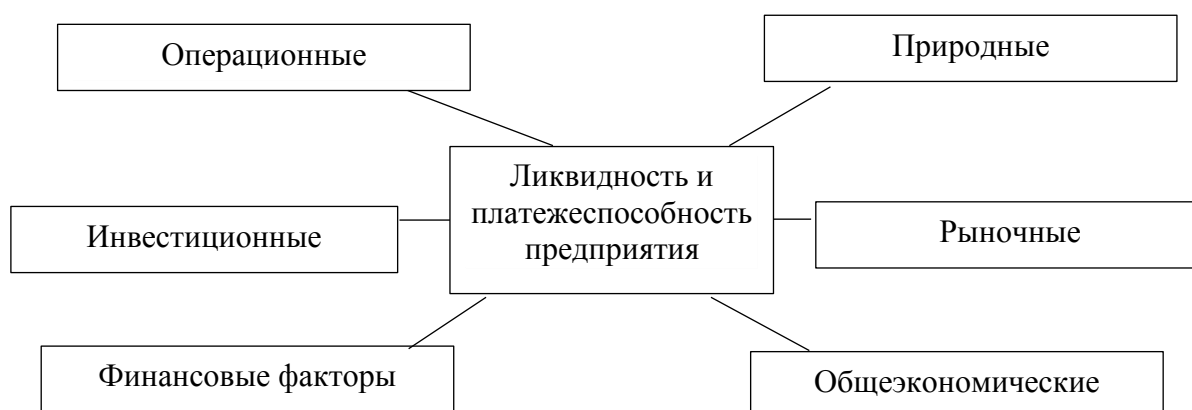 Операционные
Природные
Ликвидность и
платежеспособность
предприятия
Инвестиционные
Рыночные
Финансовые факторы
Общеэкономические